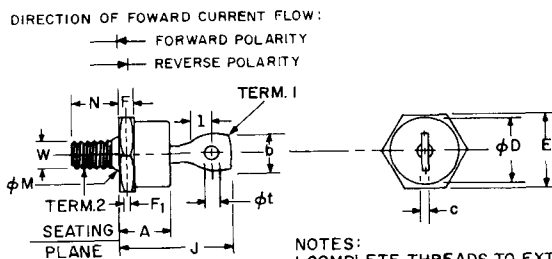 DIRECTION OF FOWARD CURRENT FLOW:
FORWARD POLARITY
REVERSE POLARITY
N
F
TERM. 1
l
W
b
φD
E
φM
φt
TERM.2
F1
c
SEATING
PLANE
A
J
NOTES: